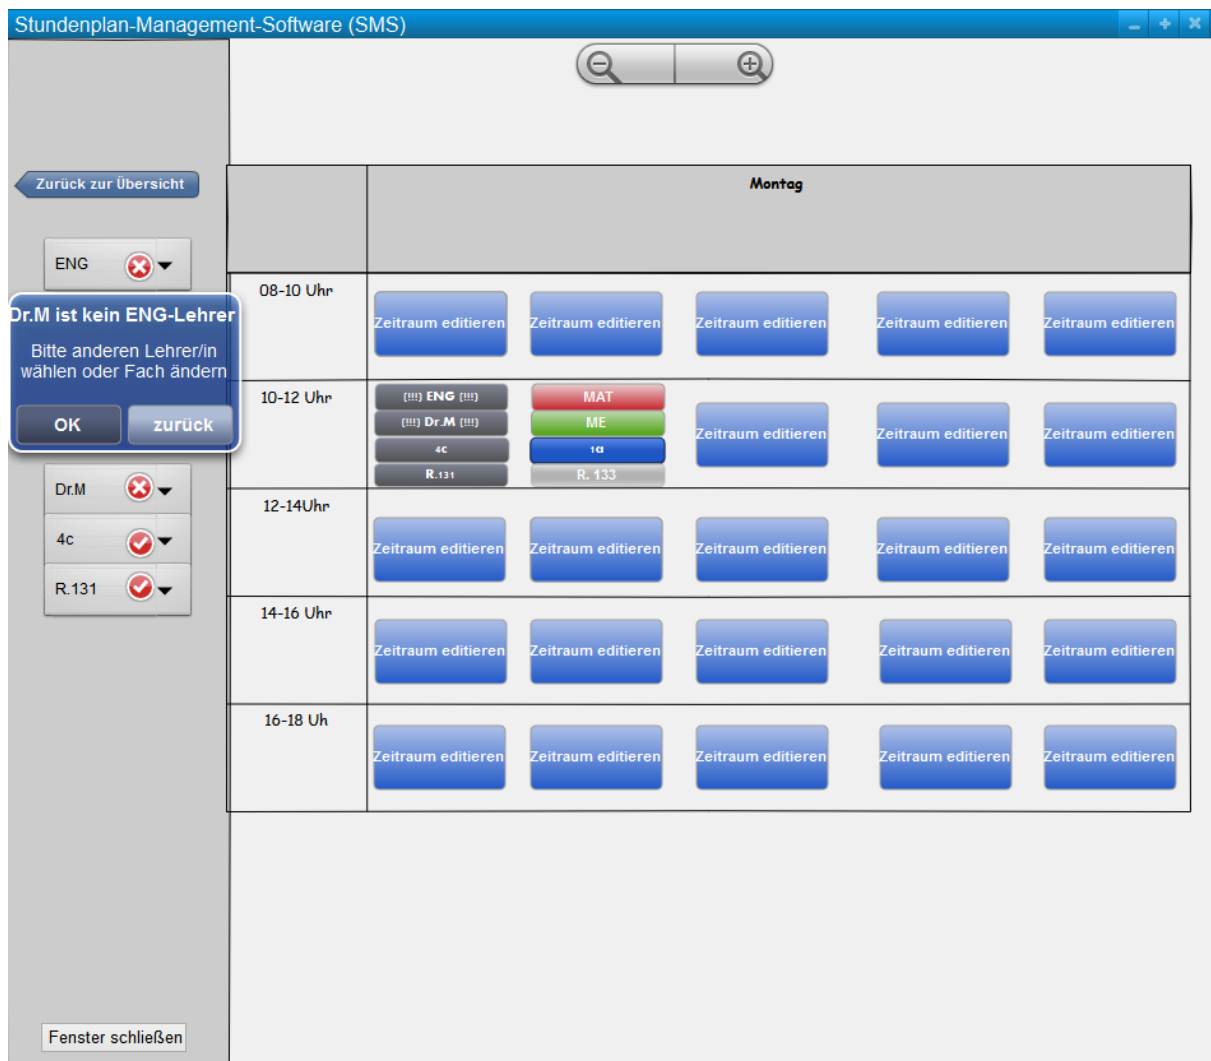 Stundenplan-Management-Software (SMS)
Zurück zur Übersicht
Montag
ENG
Dr.M ist kein ENG-Lehrer
Bitte anderen Lehrer/in
wählen oder Fach ändern
OK zurück
Dr.M
4c
R.131
Fenster schließen
08-10 Uhr
Zeitraum editieren Zeitraum editieren Zeitraum editieren Zeitraum editieren Zeitraum editieren
10-12 Uhr
(!!!) ENG (!!!) MAT
(!!!) Dr.M (!!!) ME
4c 1a
R.131 R. 133
Zeitraum editieren Zeitraum editieren Zeitraum editieren
12-14Uhr
Zeitraum editieren Zeitraum editieren Zeitraum editieren Zeitraum editieren Zeitraum editieren
14-16 Uhr
Zeitraum editieren Zeitraum editieren Zeitraum editieren Zeitraum editieren Zeitraum editieren
16-18 Uh
Zeitraum editieren Zeitraum editieren Zeitraum editieren Zeitraum editieren Zeitraum editieren